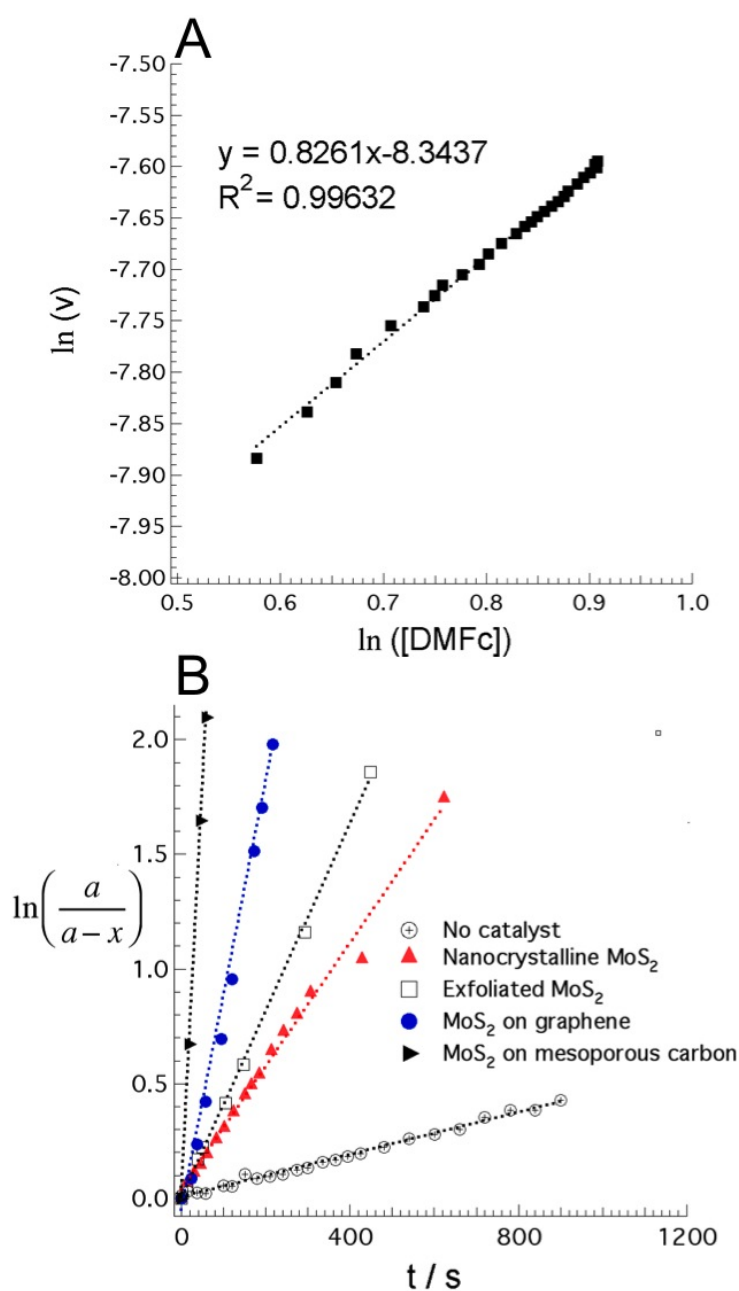 A
-7.50
-7.55
-7.60
-7.65
-7.70
-7.75
-7.80
-7.85
-7.90
-7.95
-8.00
y = 0.8261x-8.3437
R² = 0.99632
ln (v)
0.5 0.6 0.7 0.8 0.9 1.0
ln ([DMFc])
B
2.0
1.5
1.0
0.5
0.0
ln(a/(a-x))
No catalyst
Nanocrystalline MoS₂
Exfoliated MoS₂
MoS₂ on graphene
MoS₂ on mesoporous carbon
0 400 800 1200
t / s